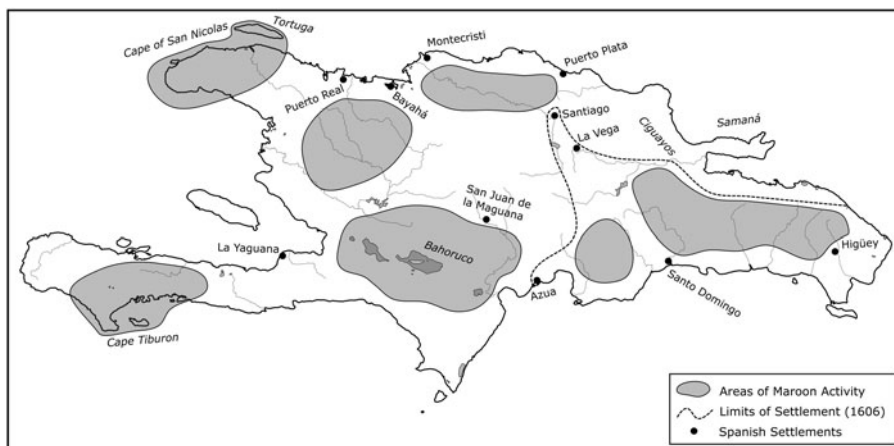 Tortuga
Cape of San Nicolas
Montecristi
Puerto Plata
Puerto Real
Bayahá
Santiago
La Vega
Ciguayos
Samaná
San Juan de
la Maguana
La Yaguana
Bahoruco
Higüey
Azua
Santo Domingo
Cape Tiburon
Areas of Maroon Activity
Limits of Settlement (1606)
Spanish Settlements